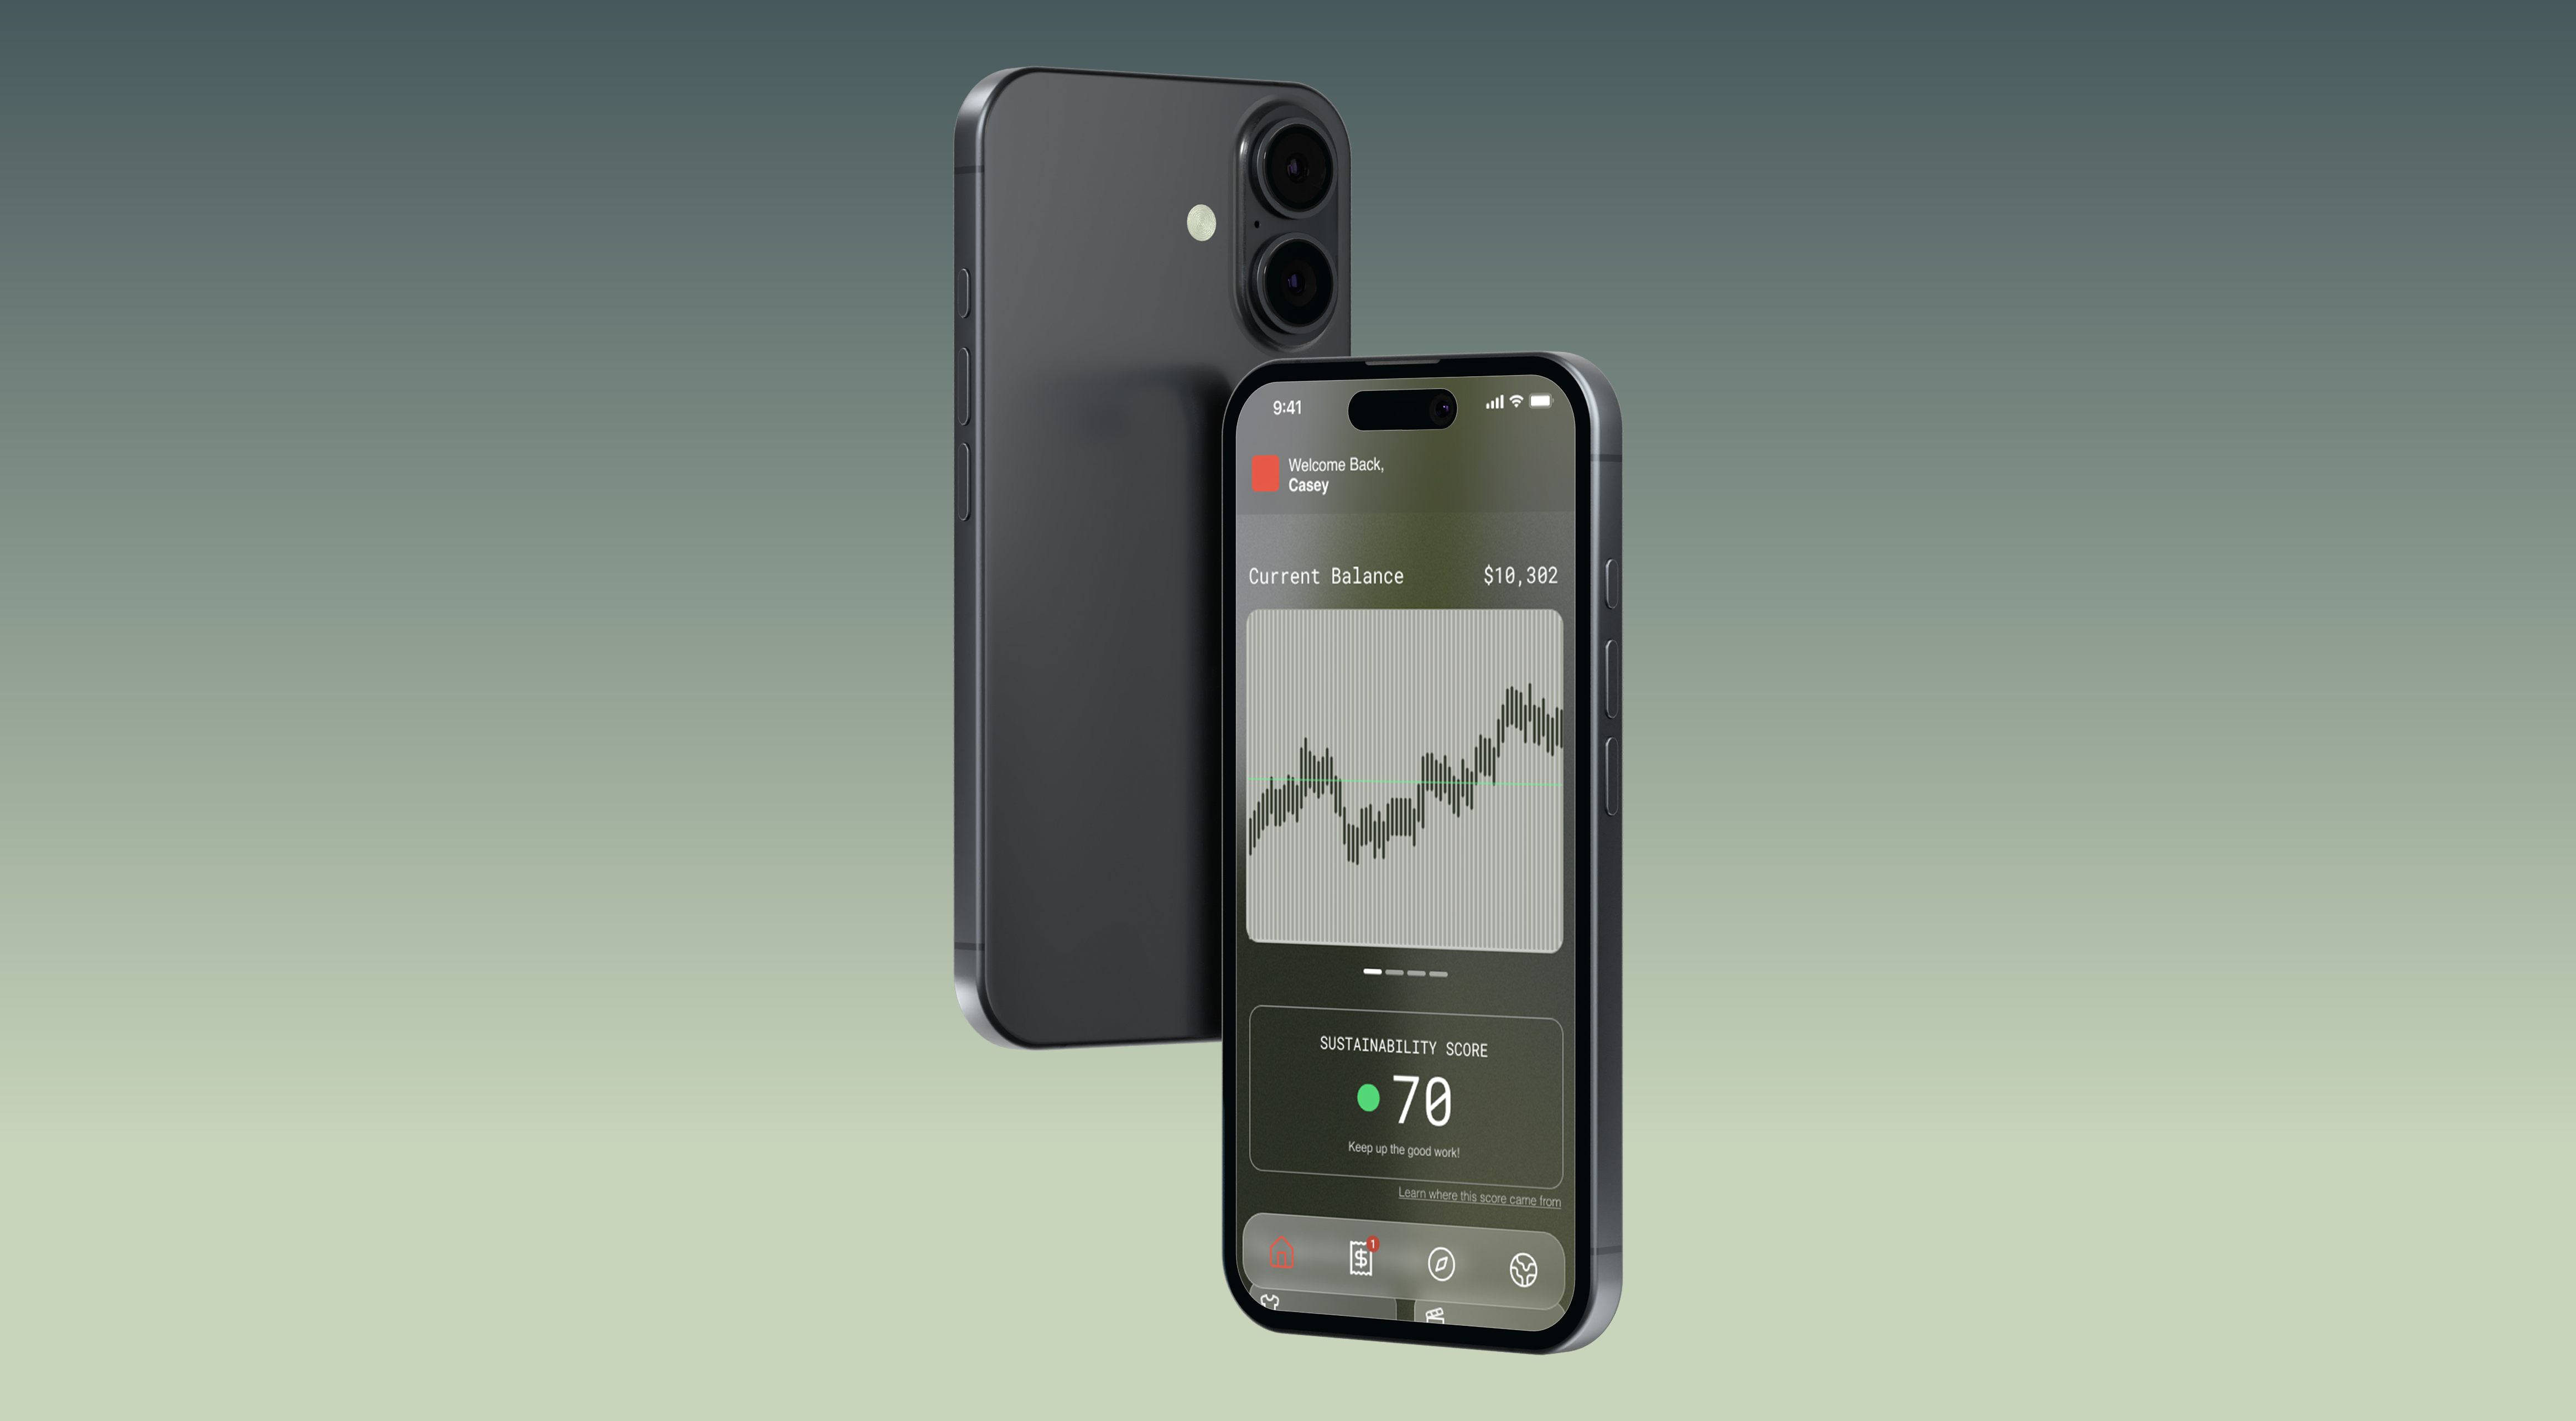 9:41
Welcome Back,
Casey
Current Balance $10,302
SUSTAINABILITY SCORE
70
Keep up the good work!
Learn where this score came from
$ 1